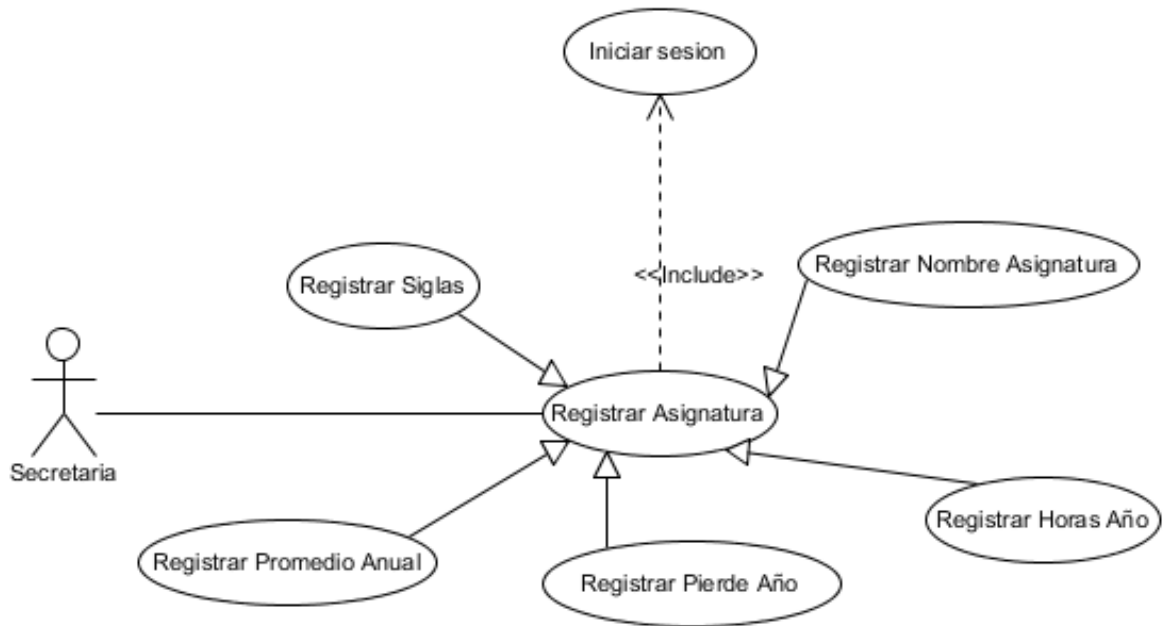 Iniciar sesion
Registrar Nombre Asignatura
<<Include>>
Registrar Siglas
Registrar Asignatura
Secretaria
Registrar Horas Año
Registrar Promedio Anual
Registrar Pierde Año